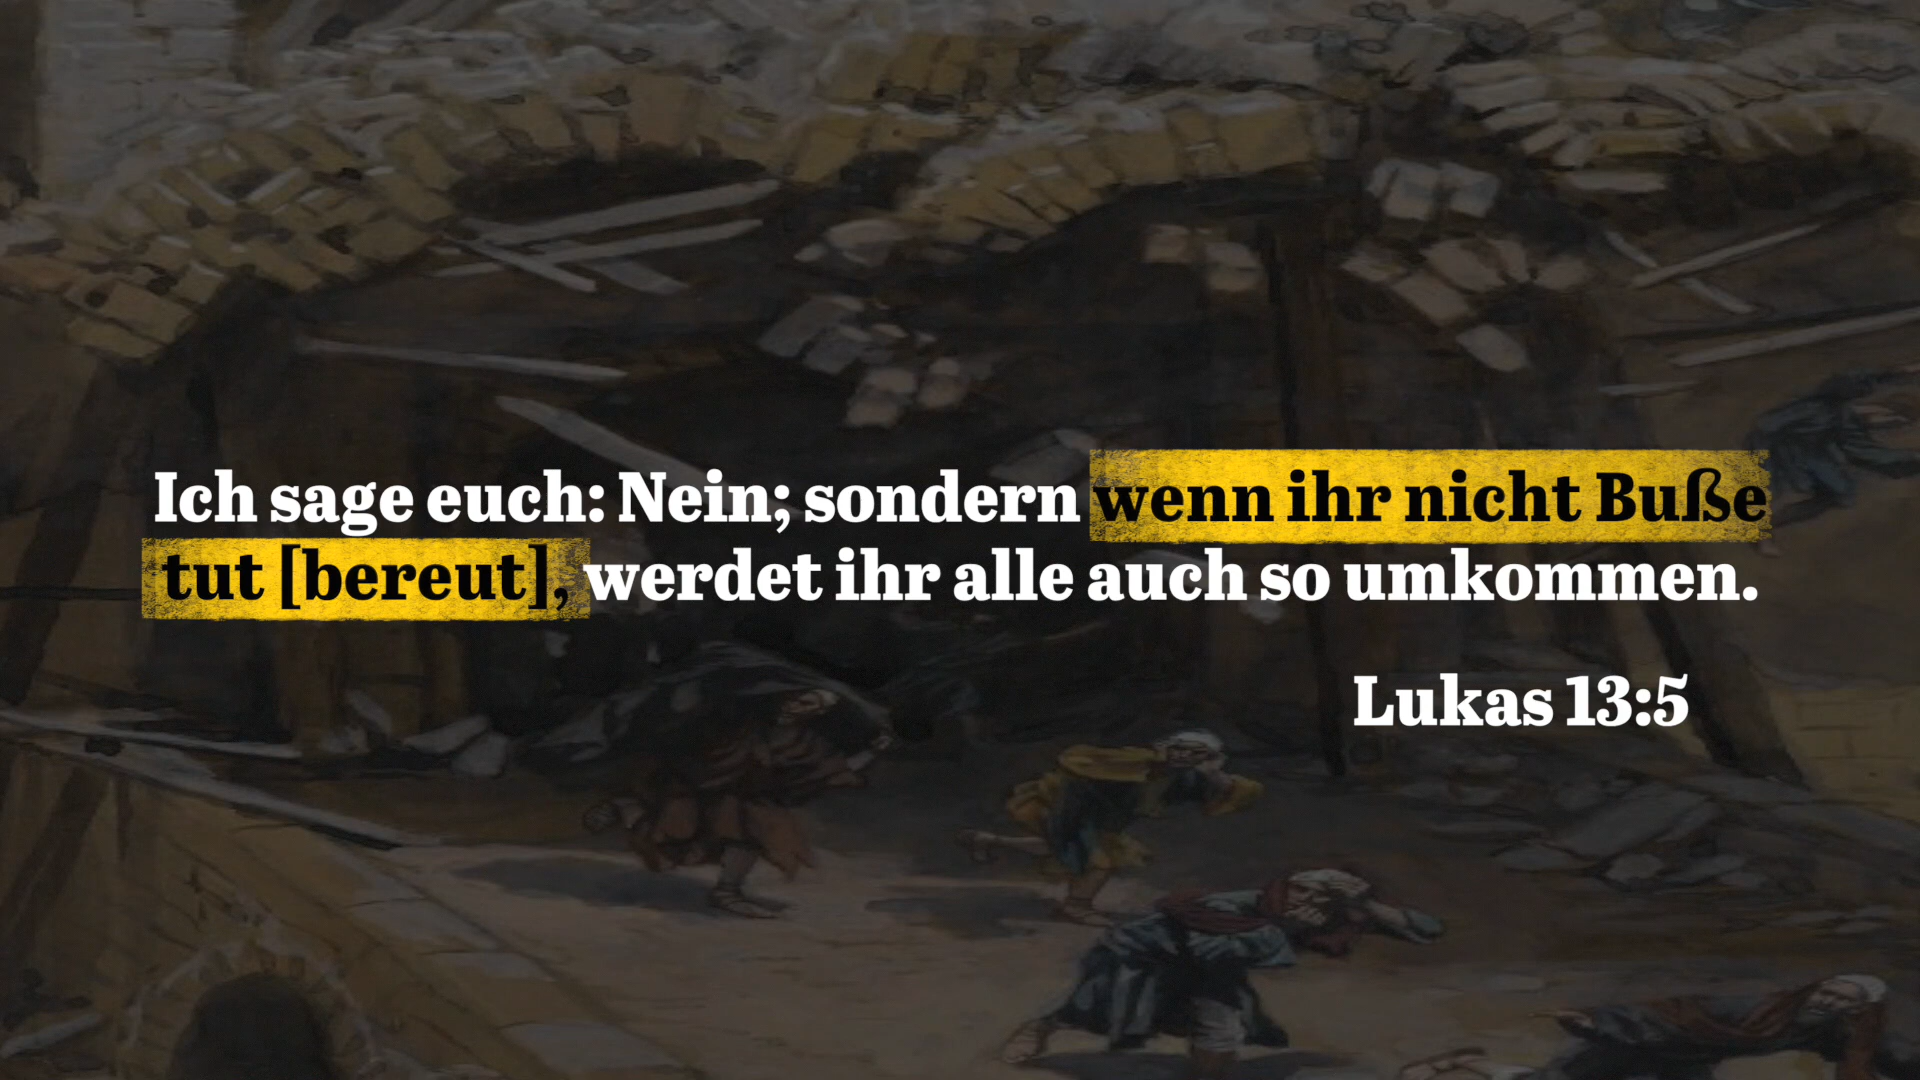 Ich sage euch: Nein; sondern wenn ihr nicht Buße
tut [bereut], werdet ihr alle auch so umkommen.
Lukas 13:5